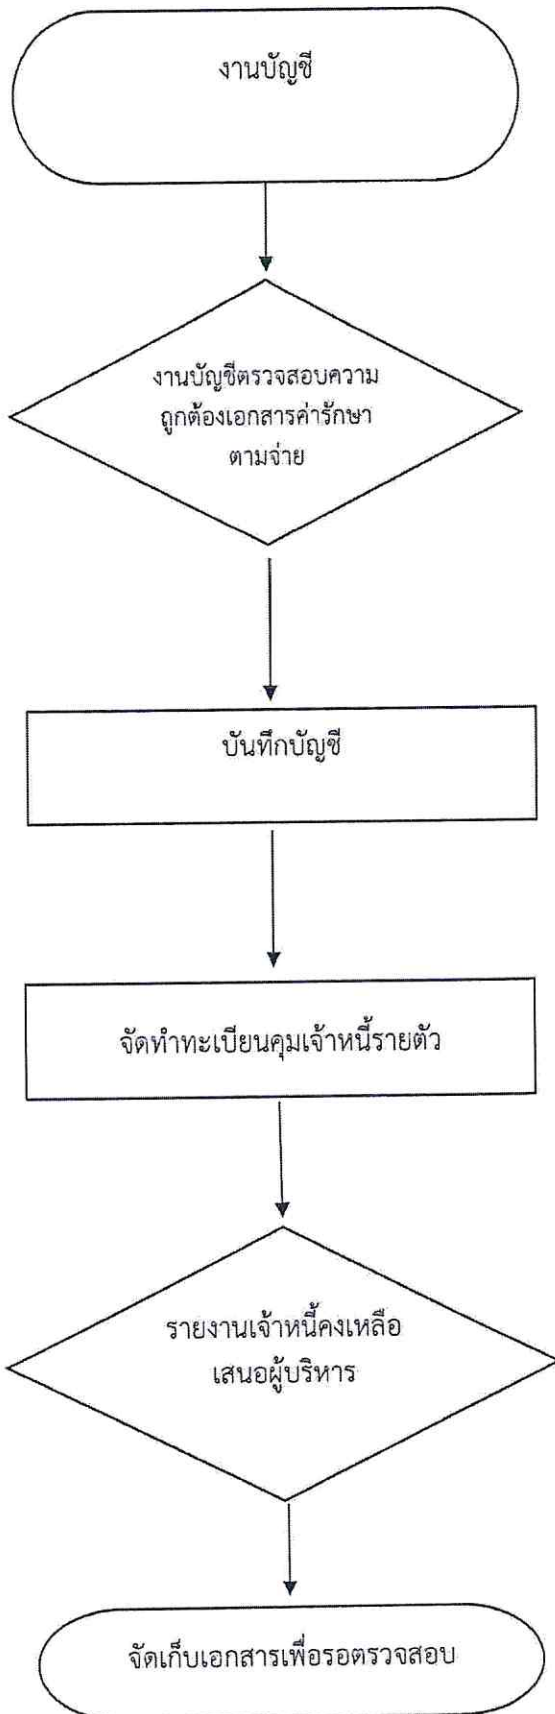 งานบัญชี
งานบัญชีตรวจสอบความ
ถูกต้องเอกสารค่ารักษา
ตามจ่าย
บันทึกบัญชี
จัดทำทะเบียนคุมเจ้าหนี้รายตัว
รายงานเจ้าหนี้คงเหลือ
เสนอผู้บริหาร
จัดเก็บเอกสารเพื่อรอตรวจสอบ